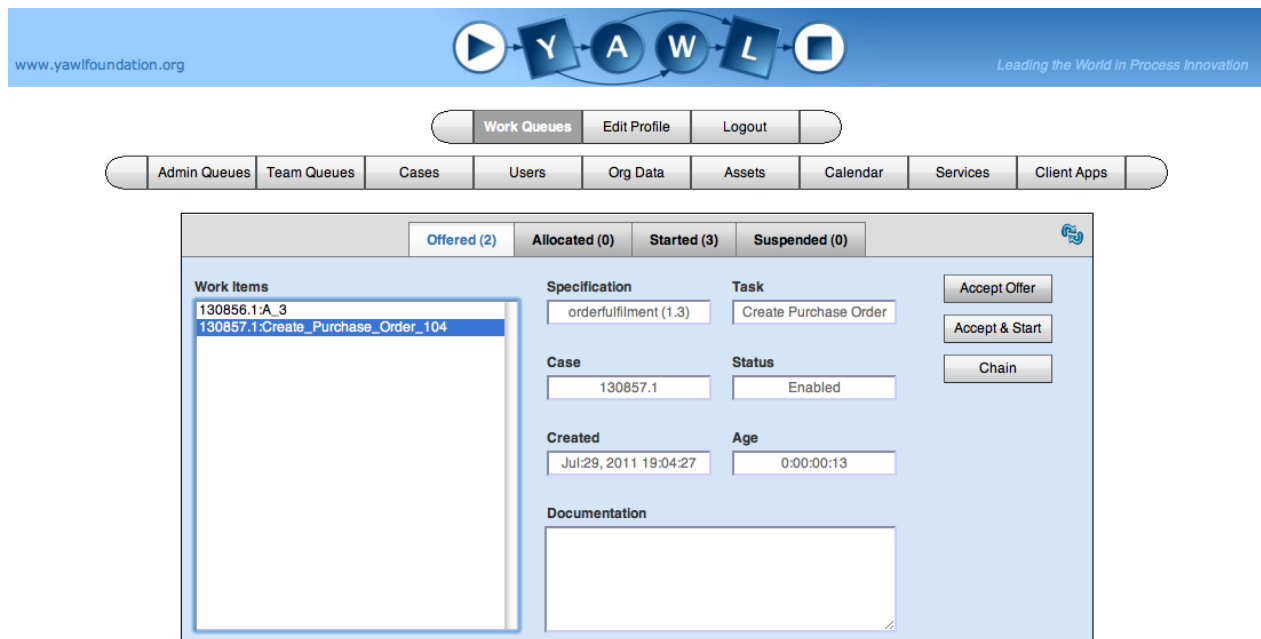 www.yawlfoundation.org
YAWL
Leading the World in Process Innovation
Work Queues Edit Profile Logout
Admin Queues Team Queues Cases Users Org Data Assets Calendar Services Client Apps
Offered (2) Allocated (0) Started (3) Suspended (0)
Work Items
130856.1:A_3
130857.1:Create_Purchase_Order_104
Specification Task
orderfulfilment (1.3) Create Purchase Order
Case Status
130857.1 Enabled
Created Age
Jul:29, 2011 19:04:27 0:00:00:13
Documentation
Accept Offer
Accept & Start
Chain